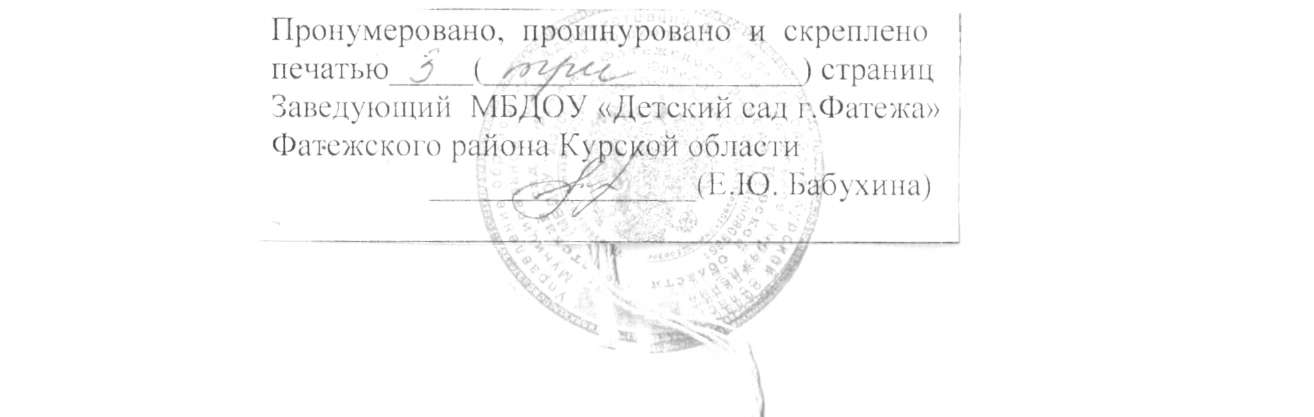 Пронумеровано, прошнуровано и скреплено
печатью 3 ( три ) страниц
Заведующий МБДОУ «Детский сад г.Фатежа»
Фатежского района Курской области
(Е.Ю. Бабухина)